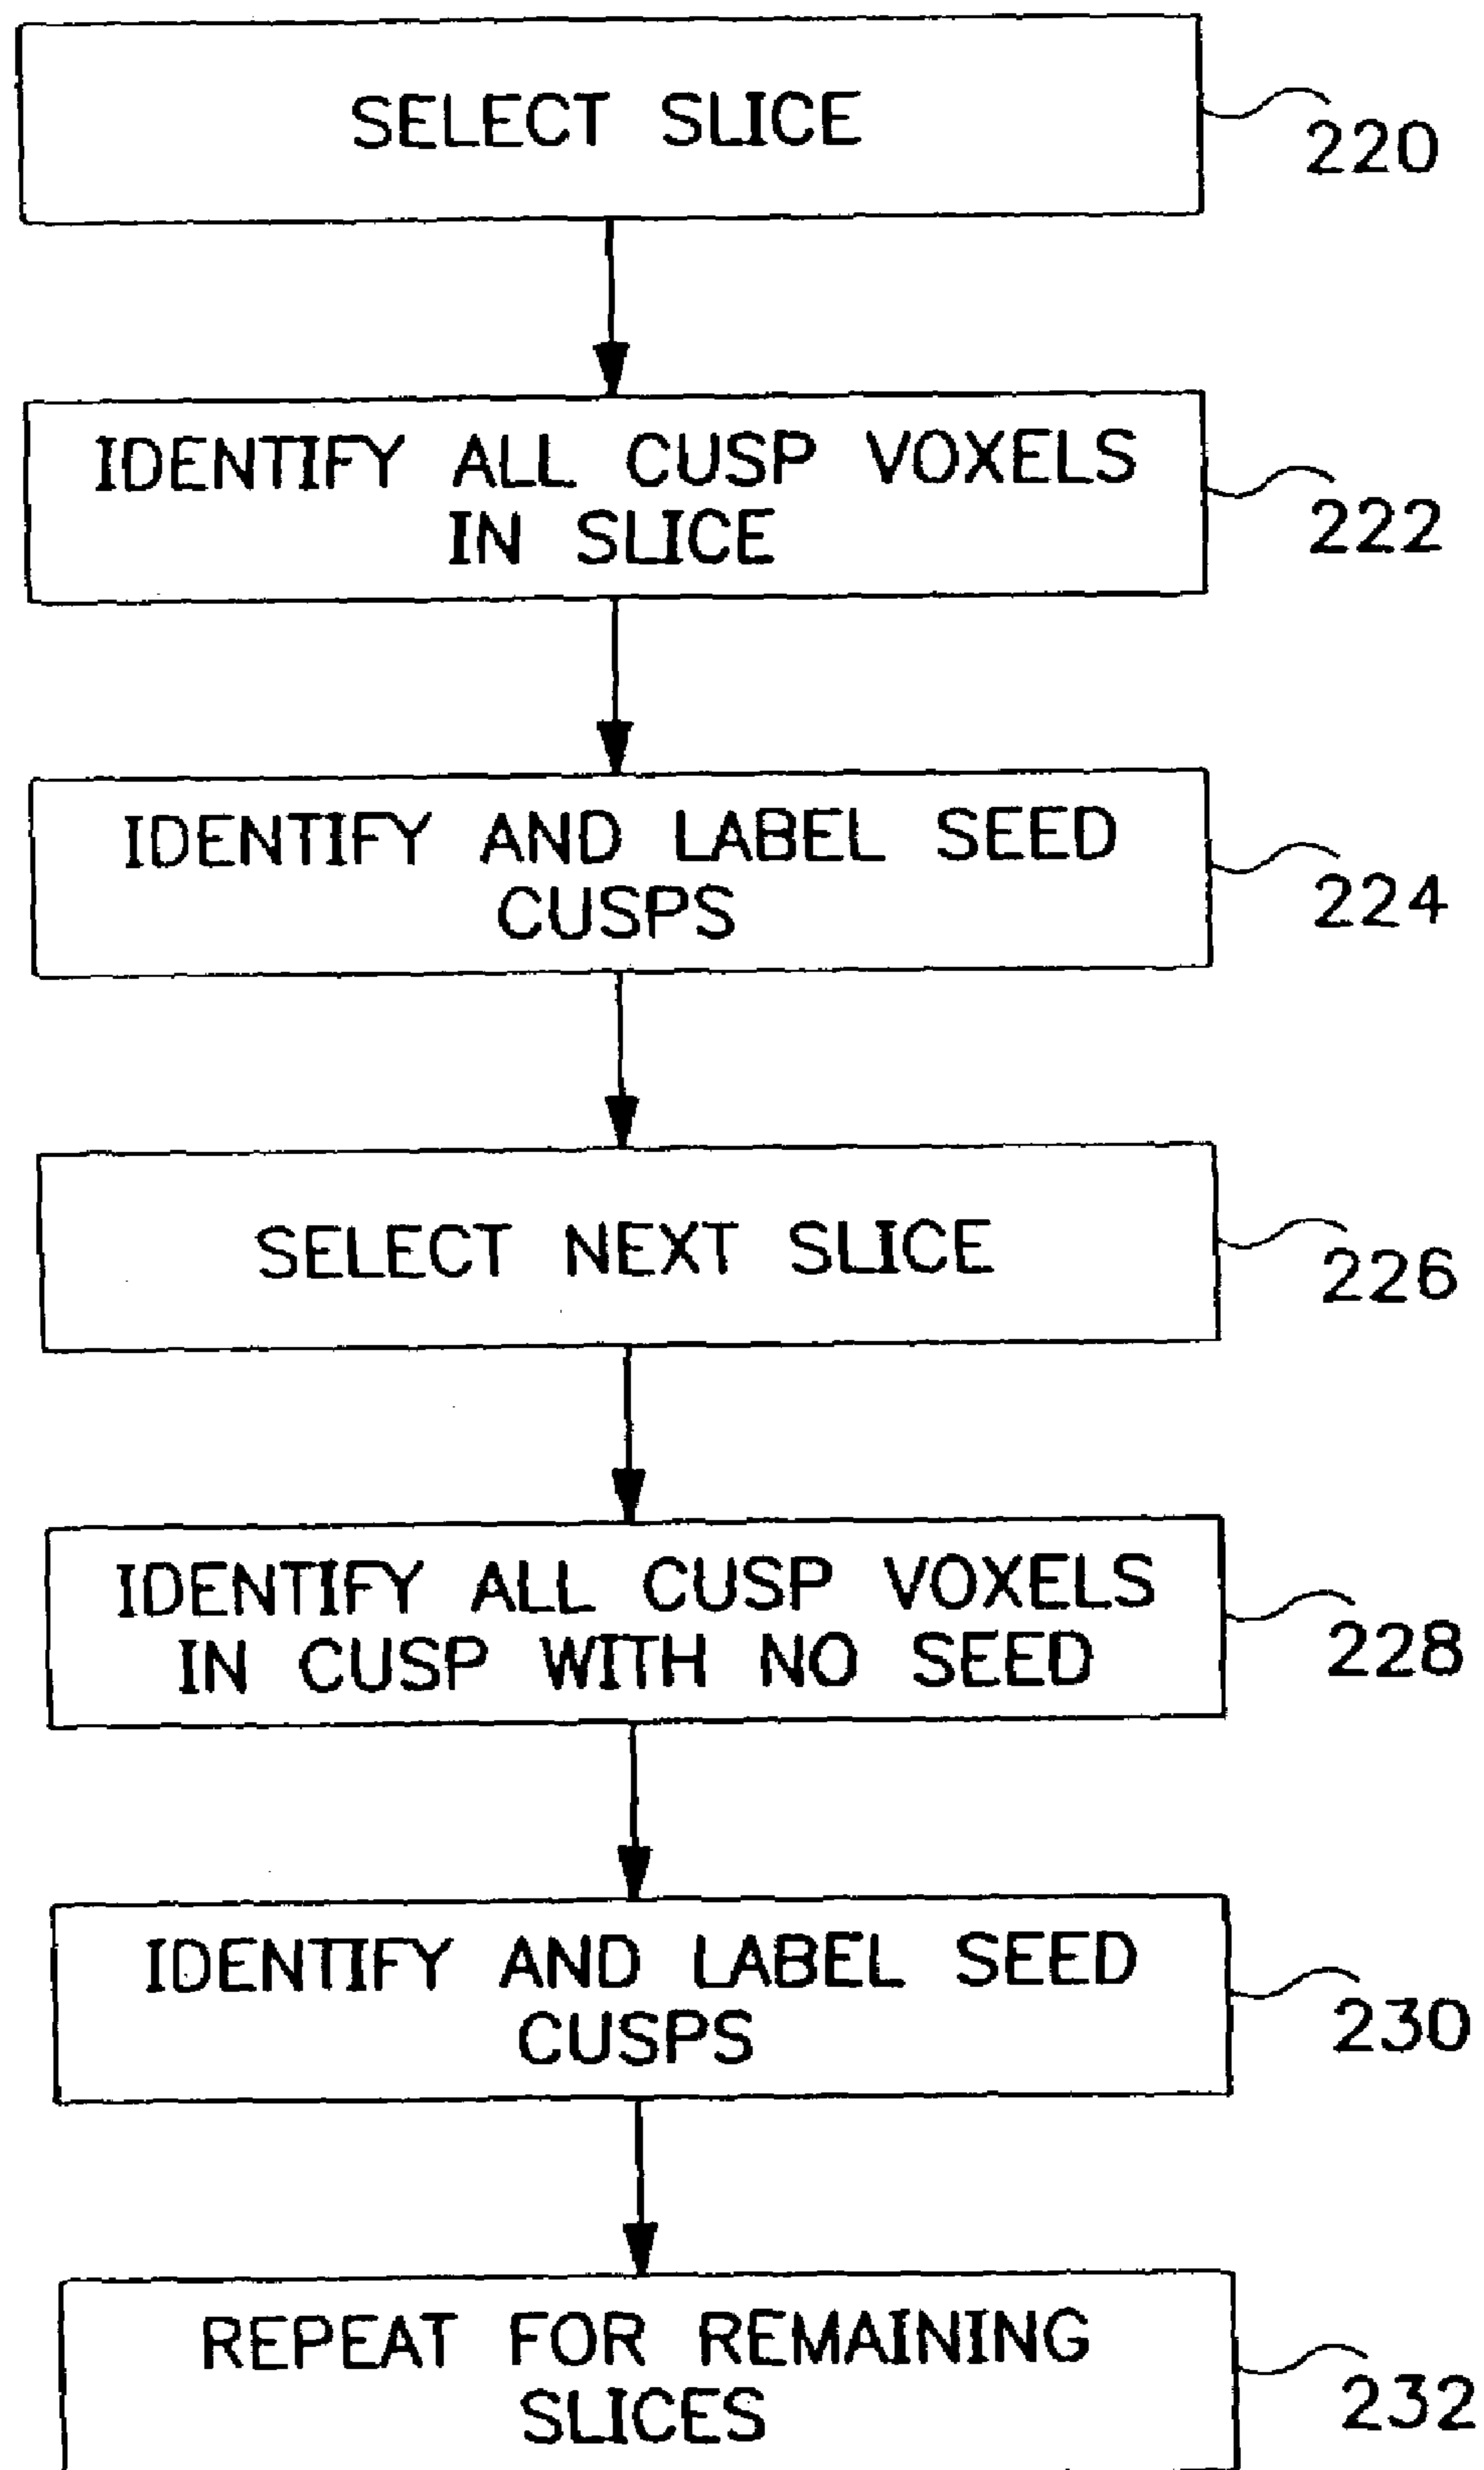 SELECT SLICE
220
IDENTIFY ALL CUSP VOXELS
IN SLICE
222
IDENTIFY AND LABEL SEED
CUSPS
224
SELECT NEXT SLICE
226
IDENTIFY ALL CUSP VOXELS
IN CUSP WITH NO SEED
228
IDENTIFY AND LABEL SEED
CUSPS
230
REPEAT FOR REMAINING
SLICES
232